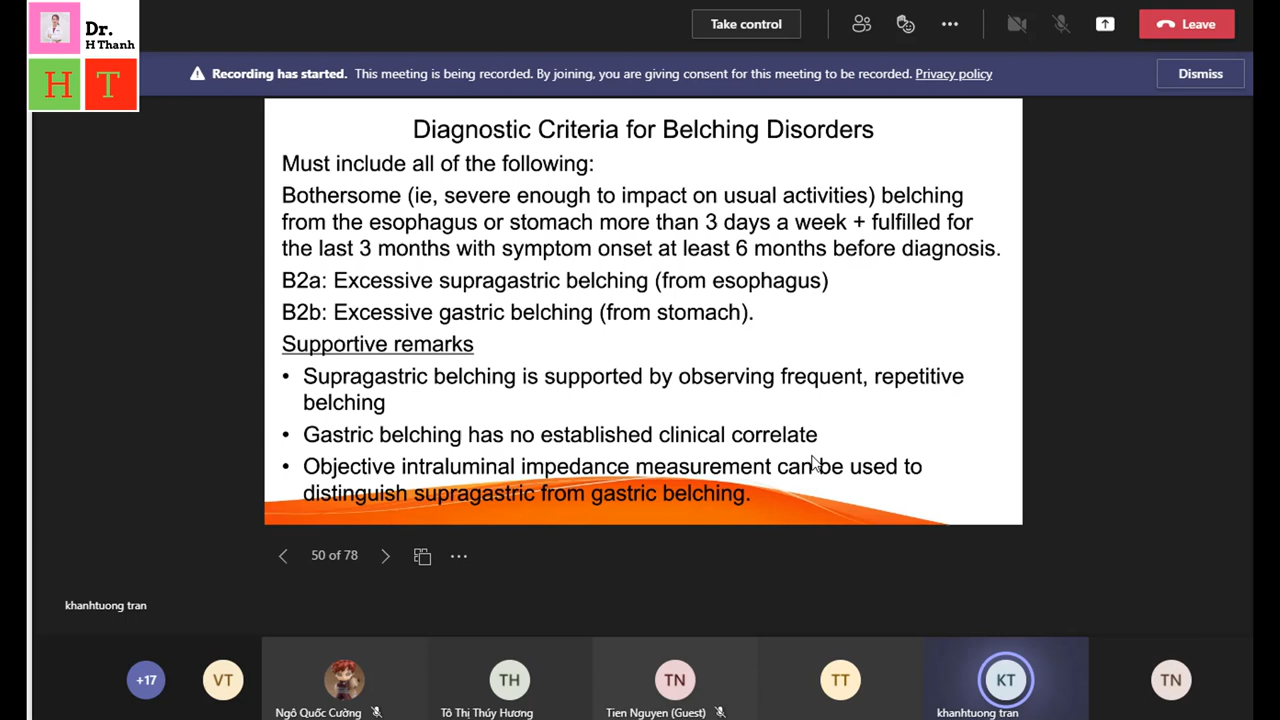 Dr.
H Thanh
H T
Take control
Leave
Recording has started. This meeting is being recorded. By joining, you are giving consent for this meeting to be recorded. Privacy policy
Dismiss
Diagnostic Criteria for Belching Disorders
Must include all of the following:
Bothersome (ie, severe enough to impact on usual activities) belching
from the esophagus or stomach more than 3 days a week + fulfilled for
the last 3 months with symptom onset at least 6 months before diagnosis.
B2a: Excessive supragastric belching (from esophagus)
B2b: Excessive gastric belching (from stomach).
Supportive remarks
• Supragastric belching is supported by observing frequent, repetitive
belching
• Gastric belching has no established clinical correlate
• Objective intraluminal impedance measurement can be used to
distinguish supragastric from gastric belching.
50 of 78
khanhtuong tran
+17
VT
TH
TN
TT
KT
TN
Ngô Quốc Cường
Tô Thị Thúy Hương
Tien Nguyen (Guest)
khanhtuong tran